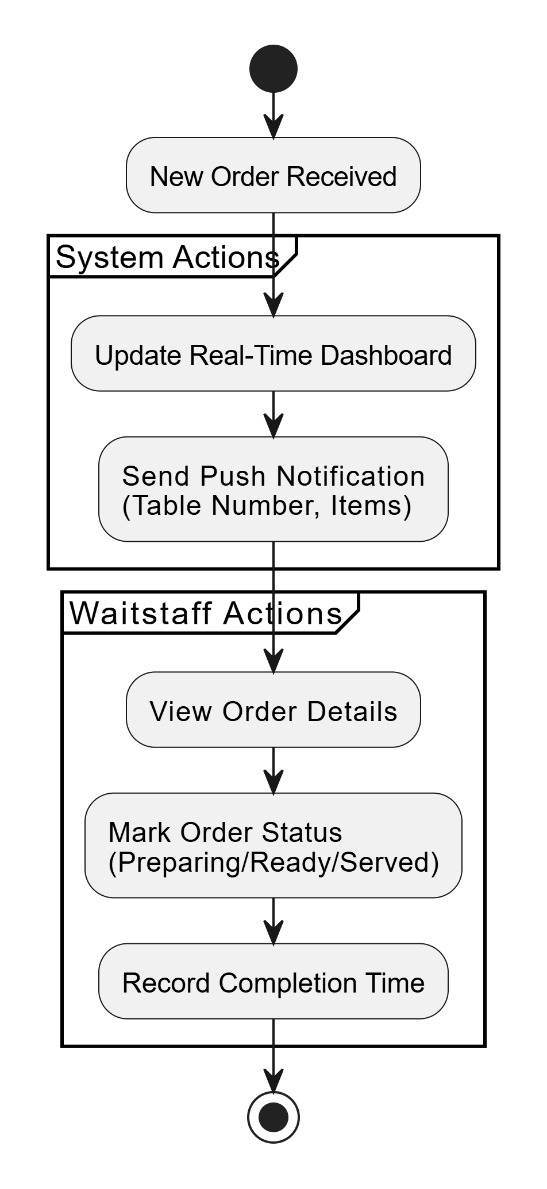 New Order Received
System Actions
Update Real-Time Dashboard
Send Push Notification
(Table Number, Items)
Waitstaff Actions
View Order Details
Mark Order Status
(Preparing/Ready/Served)
Record Completion Time